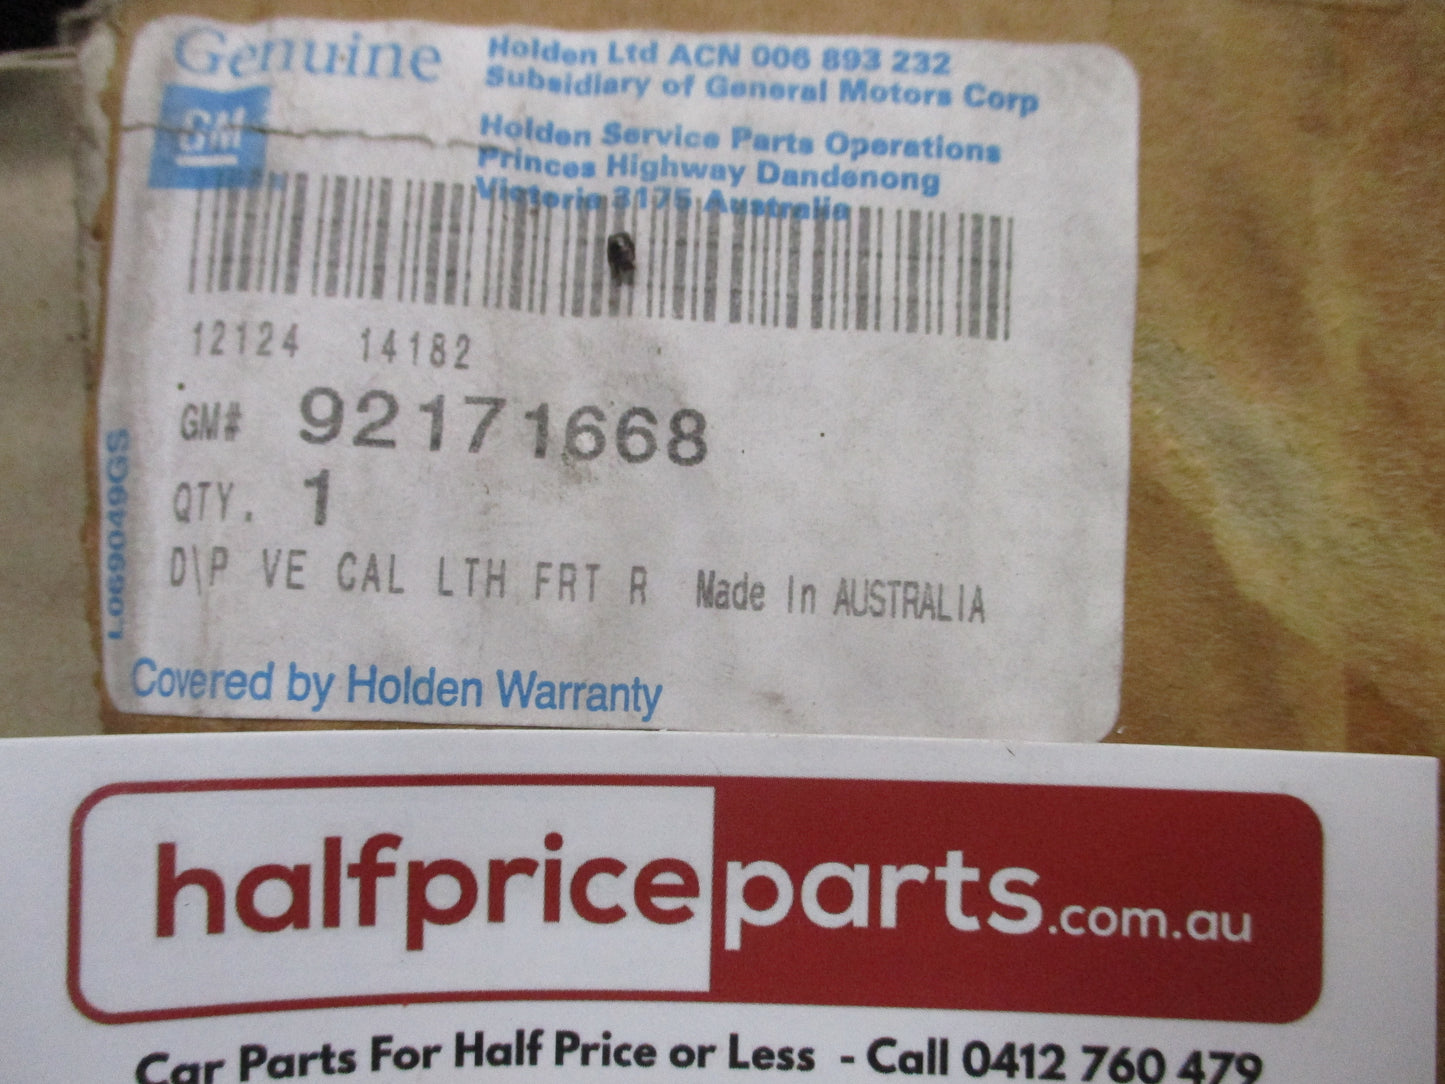 Genuine
GM
Holden Ltd ACN 006 893 232
Subsidiary of General Motors Corp
Holden Service Parts Operations
Princes Highway Dandenong
Victoria 3175 Australia
12124 14182
GM# 92171668
QTY. 1
D\P VE CAL LTH FRT R Made In AUSTRALIA
L069049GS
Covered by Holden Warranty
halfpriceparts.com.au
Car Parts For Half Price or Less - Call 0412 760 479